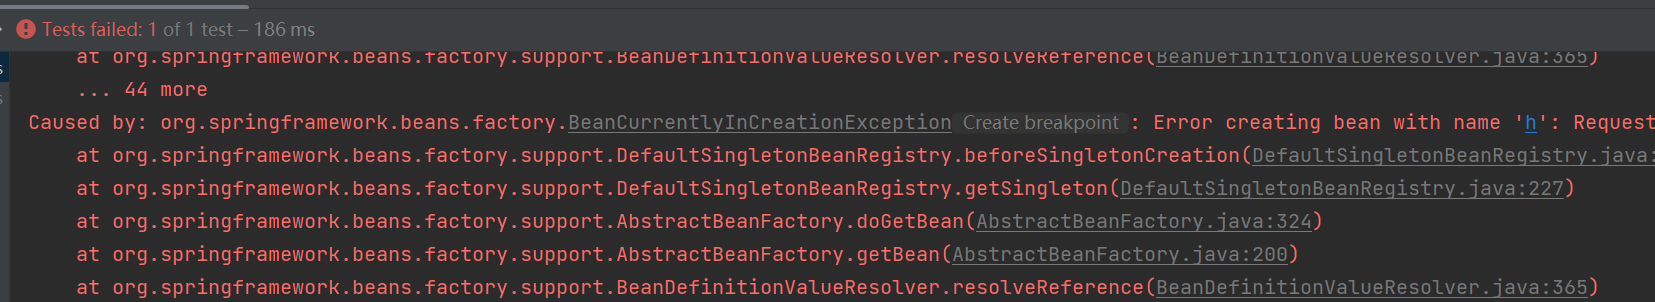 Tests failed: 1 of 1 test – 186 ms
at org.springframework.beans.factory.support.BeanDefinitionValueResolver.resolveReference(BeanDefinitionValueResolver.java:365)
... 44 more
Caused by: org.springframework.beans.factory.BeanCurrentlyInCreationException Create breakpoint : Error creating bean with name 'h': Request
at org.springframework.beans.factory.support.DefaultSingletonBeanRegistry.beforeSingletonCreation(DefaultSingletonBeanRegistry.java:
at org.springframework.beans.factory.support.DefaultSingletonBeanRegistry.getSingleton(DefaultSingletonBeanRegistry.java:227)
at org.springframework.beans.factory.support.AbstractBeanFactory.doGetBean(AbstractBeanFactory.java:324)
at org.springframework.beans.factory.support.AbstractBeanFactory.getBean(AbstractBeanFactory.java:200)
at org.springframework.beans.factory.support.BeanDefinitionValueResolver.resolveReference(BeanDefinitionValueResolver.java:365)